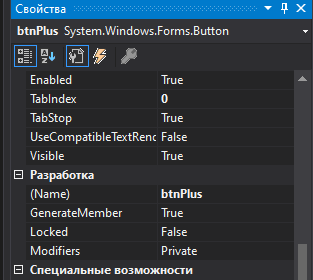 Свойства
btnPlus System.Windows.Forms.Button
Enabled True
TabIndex 0
TabStop True
UseCompatibleTextRend False
Visible True
Разработка
(Name) btnPlus
GenerateMember True
Locked False
Modifiers Private
Специальные возможности